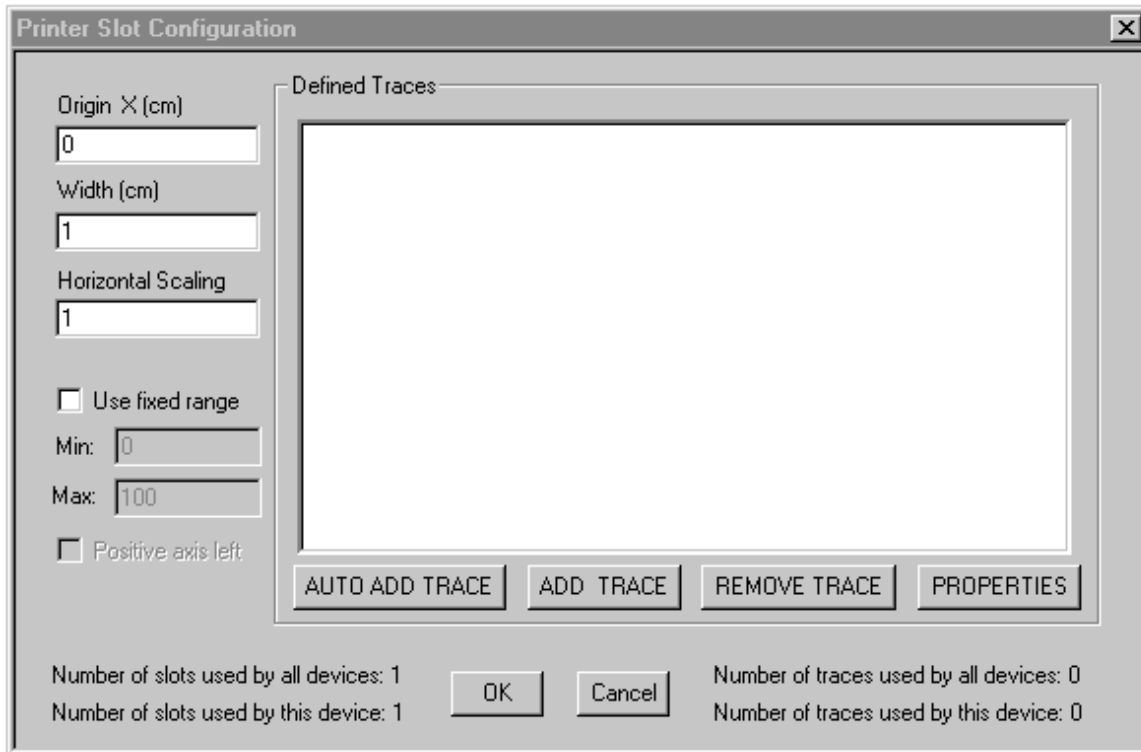 Printer Slot Configuration
Origin X (cm)
0
Width (cm)
1
Horizontal Scaling
1
Use fixed range
Min: 0
Max: 100
Positive axis left
Defined Traces
AUTO ADD TRACE ADD TRACE REMOVE TRACE PROPERTIES
Number of slots used by all devices: 1
Number of slots used by this device: 1
OK Cancel
Number of traces used by all devices: 0
Number of traces used by this device: 0